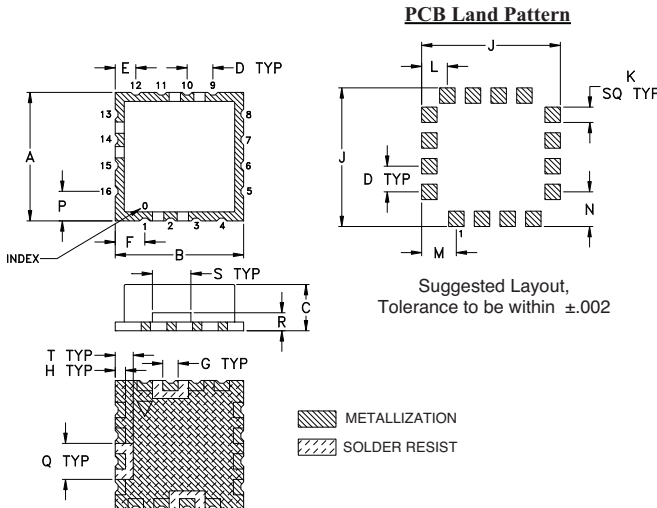 PCB Land Pattern
E
D TYP
12 11 10 9
13
14
15
16
8
7
6
5
A
P
0
1 2 3 4
F
B
INDEX
S TYP
C
R
T TYP
H TYP
G TYP
Q TYP
J
L
K
SQ TYP
J
D TYP
N
1
M
Suggested Layout,
Tolerance to be within ±.002
METALLIZATION
SOLDER RESIST